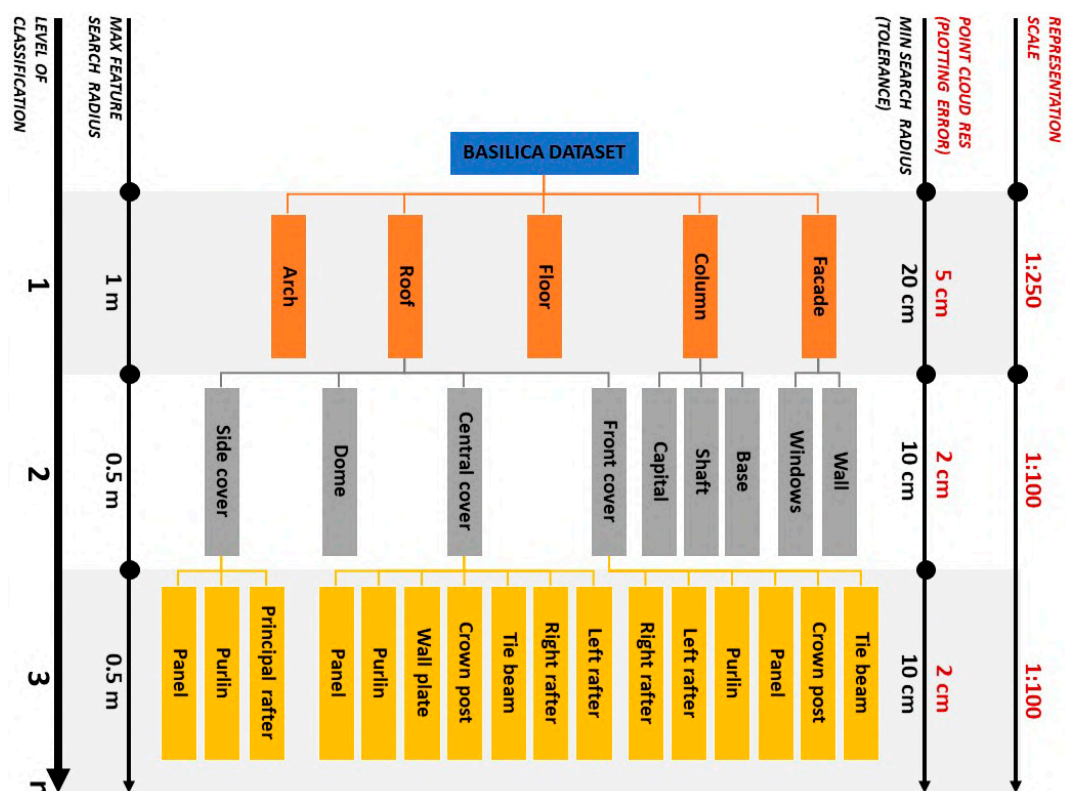 LEVEL OF
CLASSIFICATION
MAX FEATURE
SEARCH RADIUS
MIN SEARCH RADIUS
(TOLERANCE)
POINT CLOUD RES
(PLOTTING ERROR)
REPRESENTATION
SCALE
BASILICA DATASET
1
1 m
Arch
Roof
Floor
Column
Facade
20 cm
5 cm
1:250
2
0.5 m
Side cover
Dome
Central cover
Front cover
Capital
Shaft
Base
Windows
Wall
10 cm
2 cm
1:100
3
0.5 m
Panel
Purlin
Principal rafter
Panel
Purlin
Wall plate
Crown post
Tie beam
Right rafter
Left rafter
Right rafter
Left rafter
Purlin
Panel
Crown post
Tie beam
10 cm
2 cm
1:100